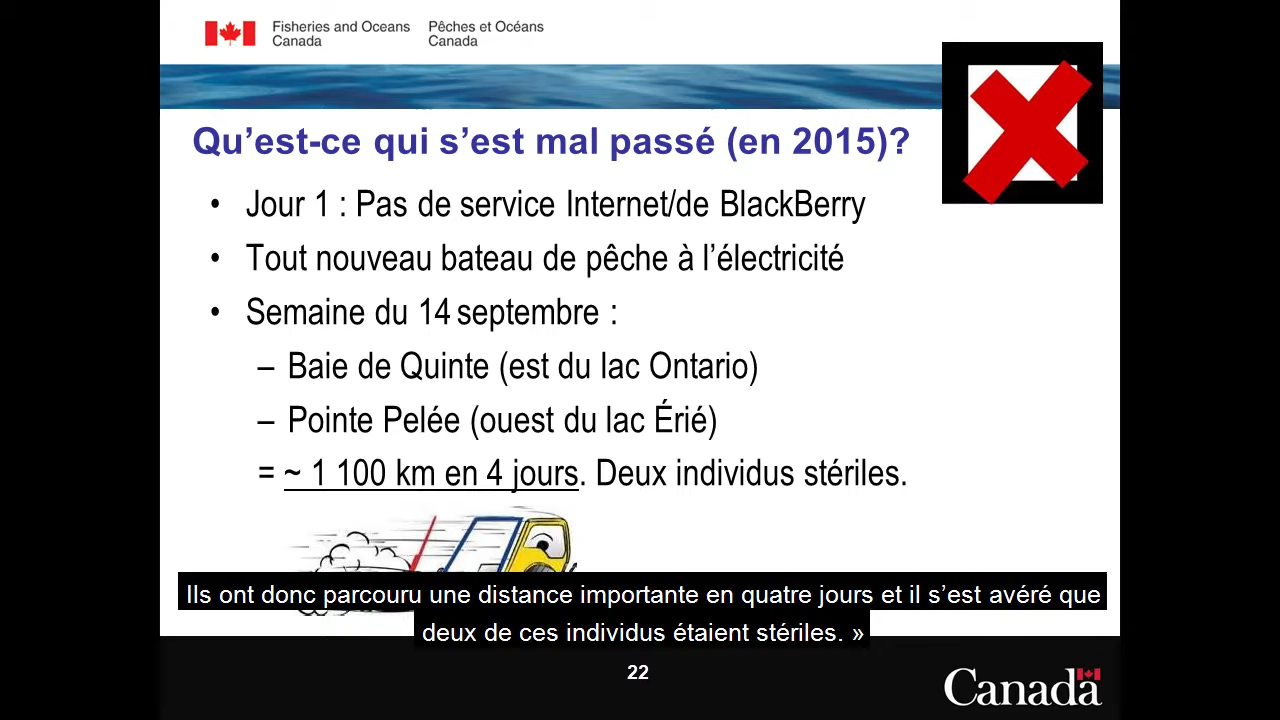 Fisheries and Oceans
Canada
Pêches et Océans
Canada
Qu’est-ce qui s’est mal passé (en 2015)?
• Jour 1 : Pas de service Internet/de BlackBerry
• Tout nouveau bateau de pêche à l’électricité
• Semaine du 14 septembre :
– Baie de Quinte (est du lac Ontario)
– Pointe Pelée (ouest du lac Érié)
= ~ 1 100 km en 4 jours. Deux individus stériles.
Ils ont donc parcouru une distance importante en quatre jours et il s’est avéré que
deux de ces individus étaient stériles. »
22
Canada